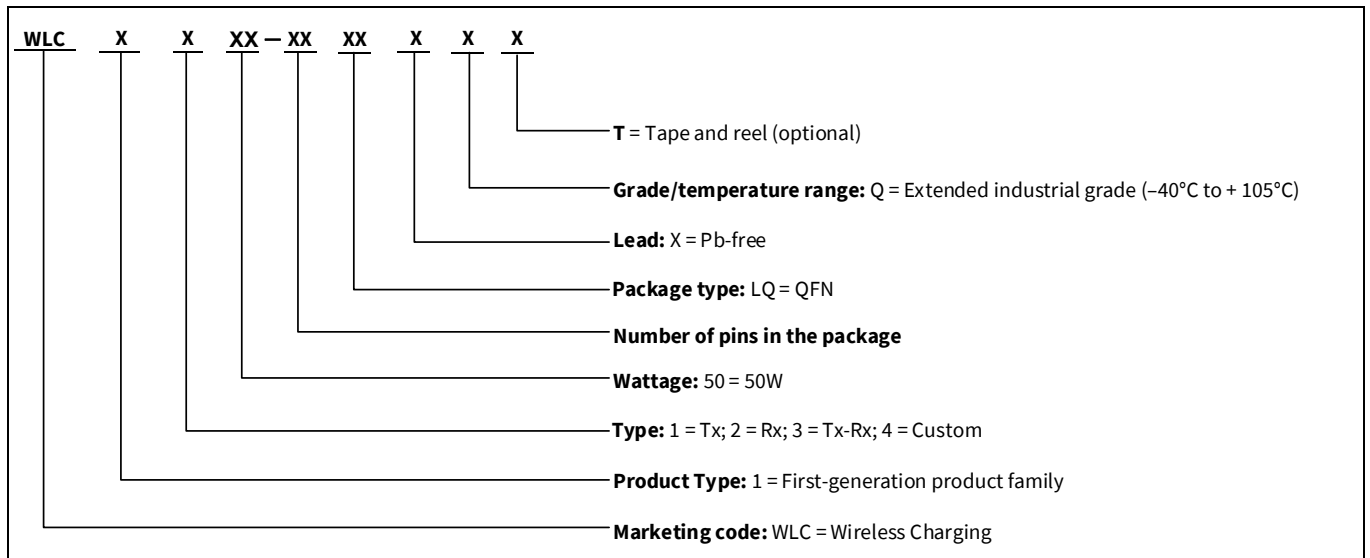 WLC X X XX – XX XX X X X
T = Tape and reel (optional)
Grade/temperature range: Q = Extended industrial grade (–40°C to + 105°C)
Lead: X = Pb-free
Package type: LQ = QFN
Number of pins in the package
Wattage: 50 = 50W
Type: 1 = Tx; 2 = Rx; 3 = Tx-Rx; 4 = Custom
Product Type: 1 = First-generation product family
Marketing code: WLC = Wireless Charging